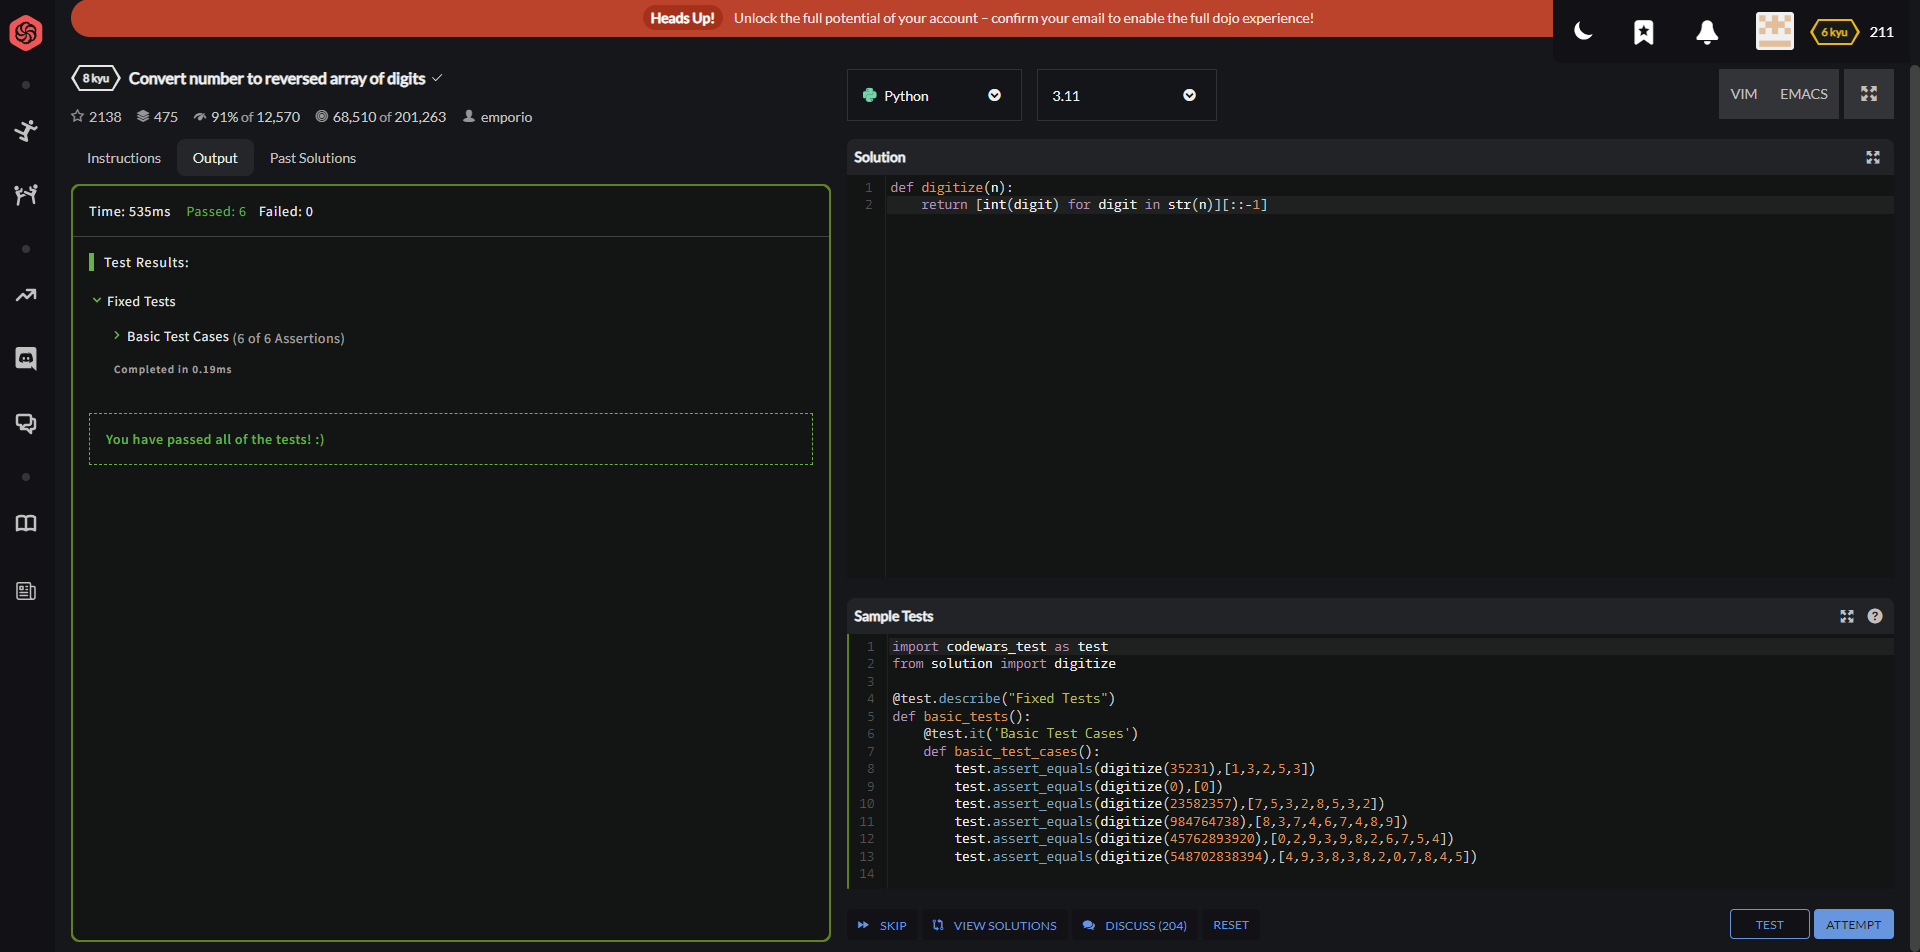 Heads Up! Unlock the full potential of your account – confirm your email to enable the full dojo experience!
6 kyu 211
8 kyu Convert number to reversed array of digits
2138 475 91% of 12,570 68,510 of 201,263 emporio
Instructions Output Past Solutions
Time: 535ms Passed: 6 Failed: 0
Test Results:
Fixed Tests
Basic Test Cases (6 of 6 Assertions)
Completed in 0.19ms
You have passed all of the tests! :)
Python 3.11 VIM EMACS
Solution
1 def digitize(n):
2     return [int(digit) for digit in str(n)][::-1]
Sample Tests
1 import codewars_test as test
2 from solution import digitize
3
4 @test.describe("Fixed Tests")
5 def basic_tests():
6     @test.it('Basic Test Cases')
7     def basic_test_cases():
8         test.assert_equals(digitize(35231),[1,3,2,5,3])
9         test.assert_equals(digitize(0),[0])
10         test.assert_equals(digitize(23582357),[7,5,3,2,8,5,3,2])
11         test.assert_equals(digitize(984764738),[8,3,7,4,6,7,4,8,9])
12         test.assert_equals(digitize(45762893920),[0,2,9,3,9,8,2,6,7,5,4])
13         test.assert_equals(digitize(548702838394),[4,9,3,8,3,8,2,0,7,8,4,5])
14
SKIP VIEW SOLUTIONS DISCUSS (204) RESET TEST ATTEMPT